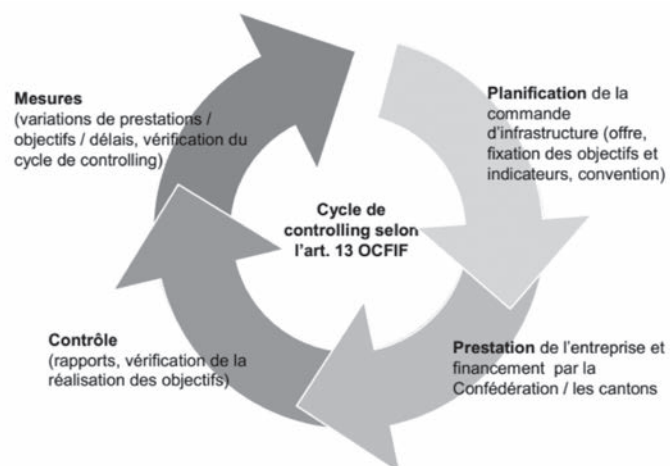 Mesures
(variations de prestations /
objectifs / délais, vérification du
cycle de controlling)
Planification de la
commande
d'infrastructure (offre,
fixation des objectifs et
indicateurs, convention)
Cycle de
controlling selon
l'art. 13 OCFIF
Contrôle
(rapports, vérification de la
réalisation des objectifs)
Prestation de l'entreprise et
financement par la
Confédération / les cantons